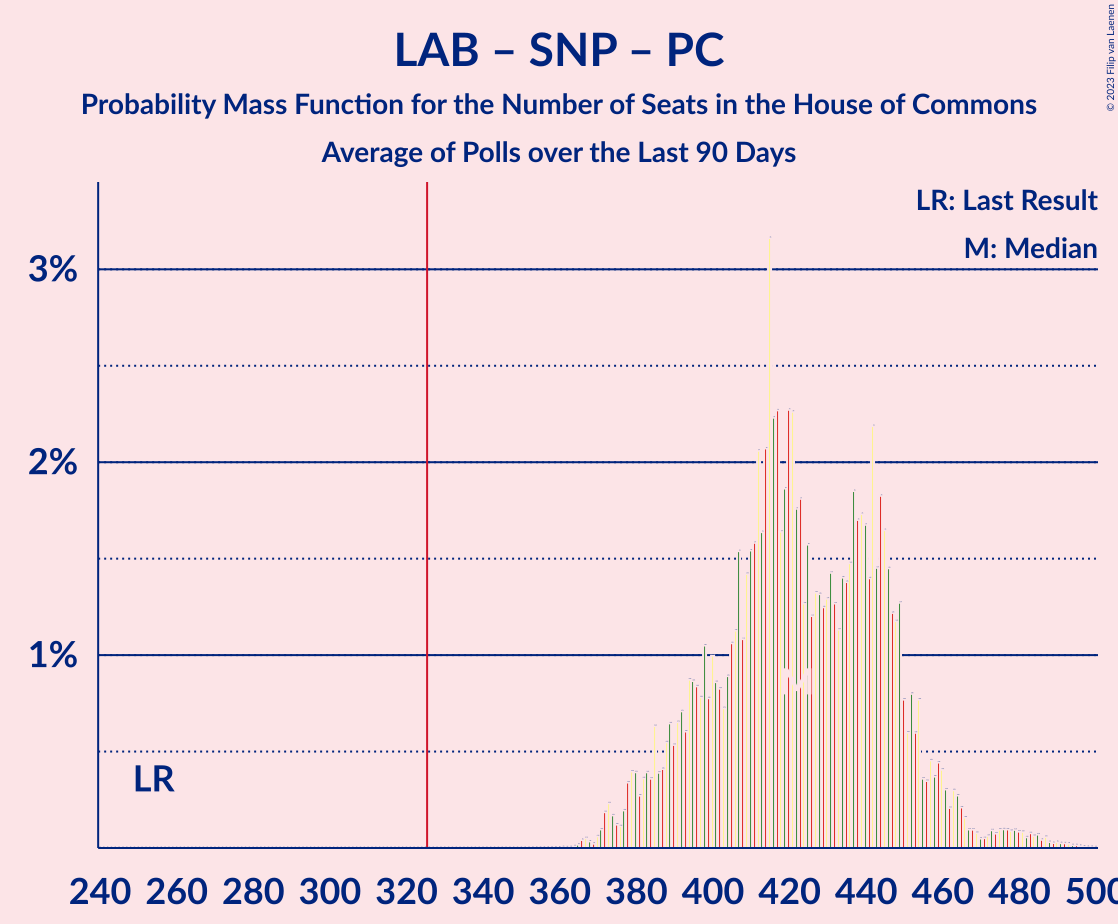 LAB – SNP – PC
Probability Mass Function for the Number of Seats in the House of Commons
Average of Polls over the Last 90 Days
© 2023 Filip van Laenen
LR: Last Result
M: Median
3%
2%
1%
LR
M
240 260 280 300 320 340 360 380 400 420 440 460 480 500